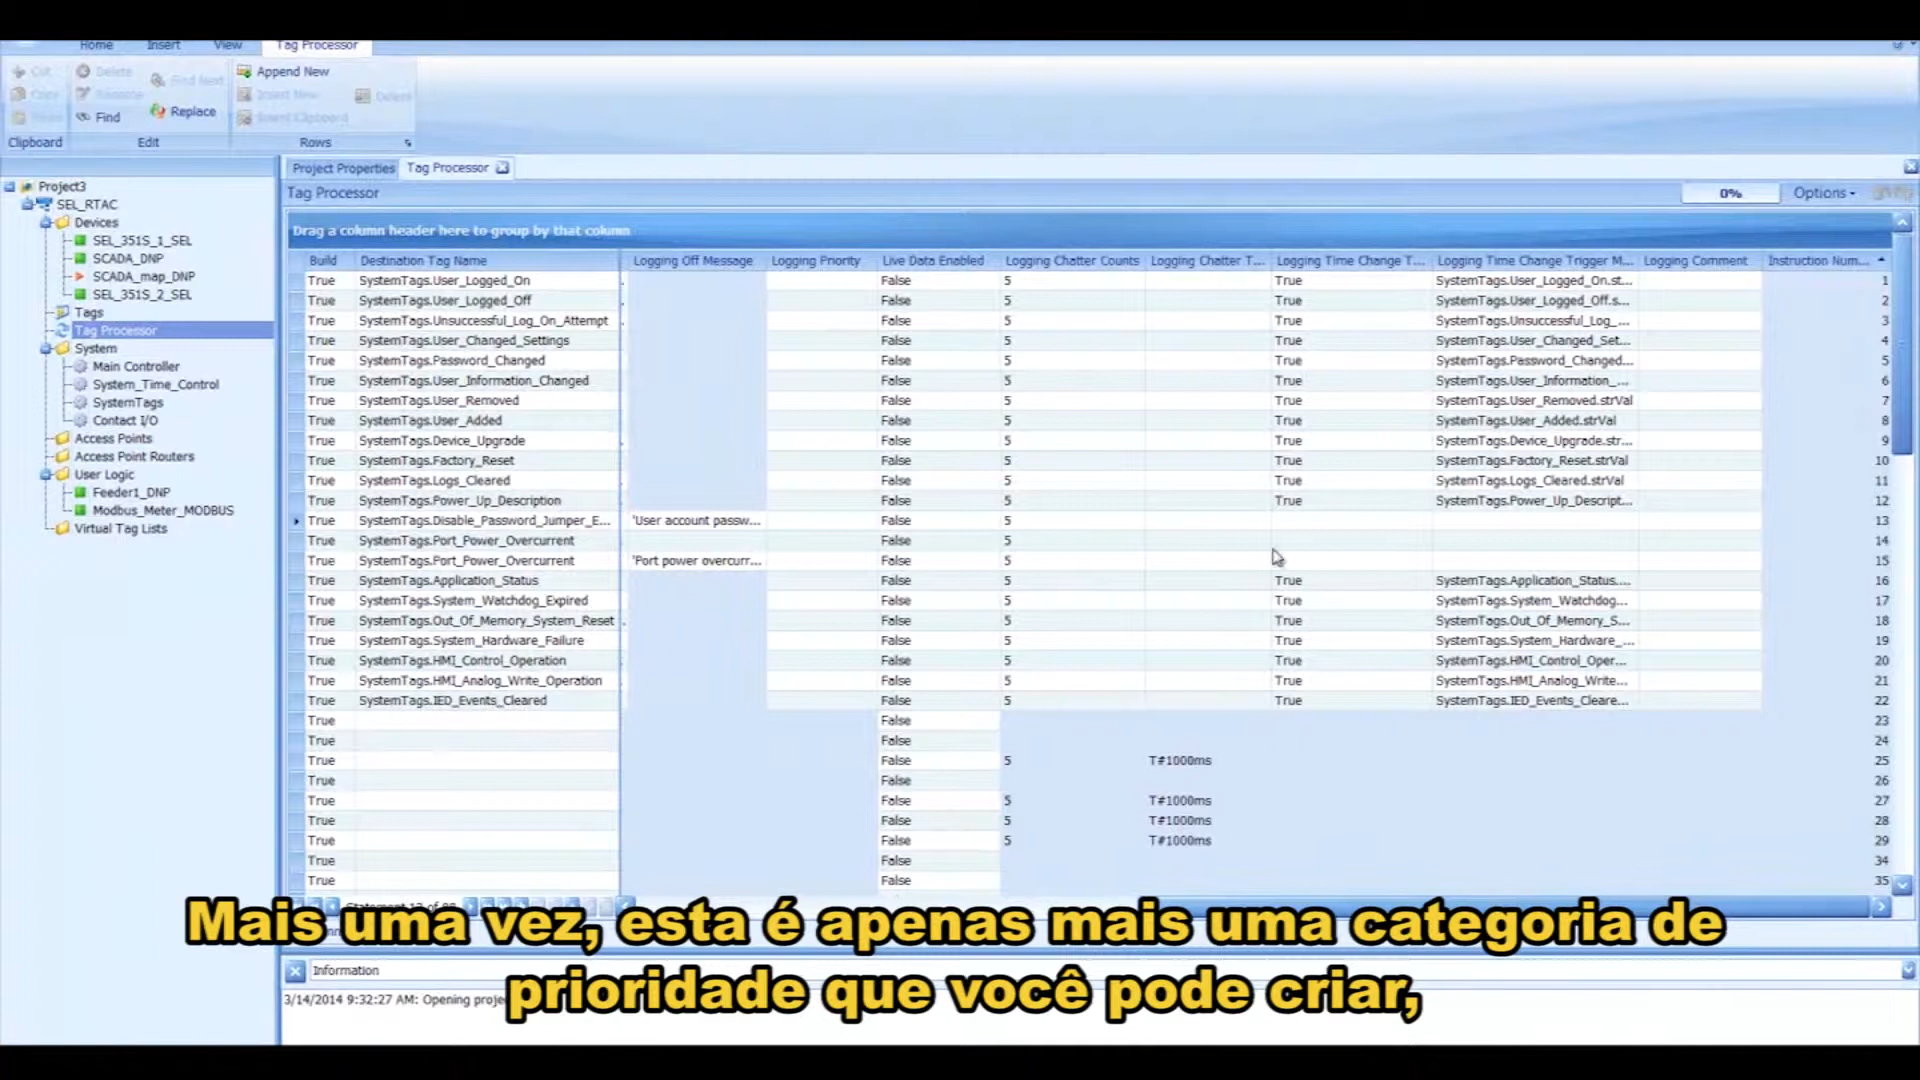 Home Insert View Tag Processor
Cut Delete Find Next Append New
Copy Rename Insert New Delete
Find Replace Insert Clipboard
Clipboard Edit Rows
Project Properties Tag Processor
Tag Processor 0% Options
Drag a column header here to group by that column
Project3
SEL_RTAC
Devices
SEL_351S_1_SEL
SCADA_DNP
SCADA_map_DNP
SEL_351S_2_SEL
Tags
Tag Processor
System
Main Controller
System_Time_Control
SystemTags
Contact I/O
Access Points
Access Point Routers
User Logic
Feeder1_DNP
Modbus_Meter_MODBUS
Virtual Tag Lists
Build Destination Tag Name Logging Off Message Logging Priority Live Data Enabled Logging Chatter Counts Logging Chatter T... Logging Time Change T... Logging Time Change Trigger M... Logging Comment Instruction Num...
True SystemTags.User_Logged_On False 5 True SystemTags.User_Logged_On.st... 1
True SystemTags.User_Logged_Off False 5 True SystemTags.User_Logged_Off.s... 2
True SystemTags.Unsuccessful_Log_On_Attempt False 5 True SystemTags.Unsuccessful_Log_... 3
True SystemTags.User_Changed_Settings False 5 True SystemTags.User_Changed_Set... 4
True SystemTags.Password_Changed False 5 True SystemTags.Password_Changed... 5
True SystemTags.User_Information_Changed False 5 True SystemTags.User_Information_... 6
True SystemTags.User_Removed False 5 True SystemTags.User_Removed.strVal 7
True SystemTags.User_Added False 5 True SystemTags.User_Added.strVal 8
True SystemTags.Device_Upgrade False 5 True SystemTags.Device_Upgrade.str... 9
True SystemTags.Factory_Reset False 5 True SystemTags.Factory_Reset.strVal 10
True SystemTags.Logs_Cleared False 5 True SystemTags.Logs_Cleared.strVal 11
True SystemTags.Power_Up_Description False 5 True SystemTags.Power_Up_Descript... 12
True SystemTags.Disable_Password_Jumper_E... 'User account passw... False 5 13
True SystemTags.Port_Power_Overcurrent False 5 14
True SystemTags.Port_Power_Overcurrent 'Port power overcurr... False 5 15
True SystemTags.Application_Status False 5 True SystemTags.Application_Status.... 16
True SystemTags.System_Watchdog_Expired False 5 True SystemTags.System_Watchdog... 17
True SystemTags.Out_Of_Memory_System_Reset False 5 True SystemTags.Out_Of_Memory_S... 18
True SystemTags.System_Hardware_Failure False 5 True SystemTags.System_Hardware_... 19
True SystemTags.HMI_Control_Operation False 5 True SystemTags.HMI_Control_Oper... 20
True SystemTags.HMI_Analog_Write_Operation False 5 True SystemTags.HMI_Analog_Write... 21
True SystemTags.IED_Events_Cleared False 5 True SystemTags.IED_Events_Cleare... 22
True False 23
True False 24
True False 5 T#1000ms 25
True False 26
True False 5 T#1000ms 27
True False 5 T#1000ms 28
True False 5 T#1000ms 29
True False 34
True False 35
Mais uma vez, esta é apenas mais uma categoria de
Information
3/14/2014 9:32:27 AM: Opening
prioridade que você pode criar,